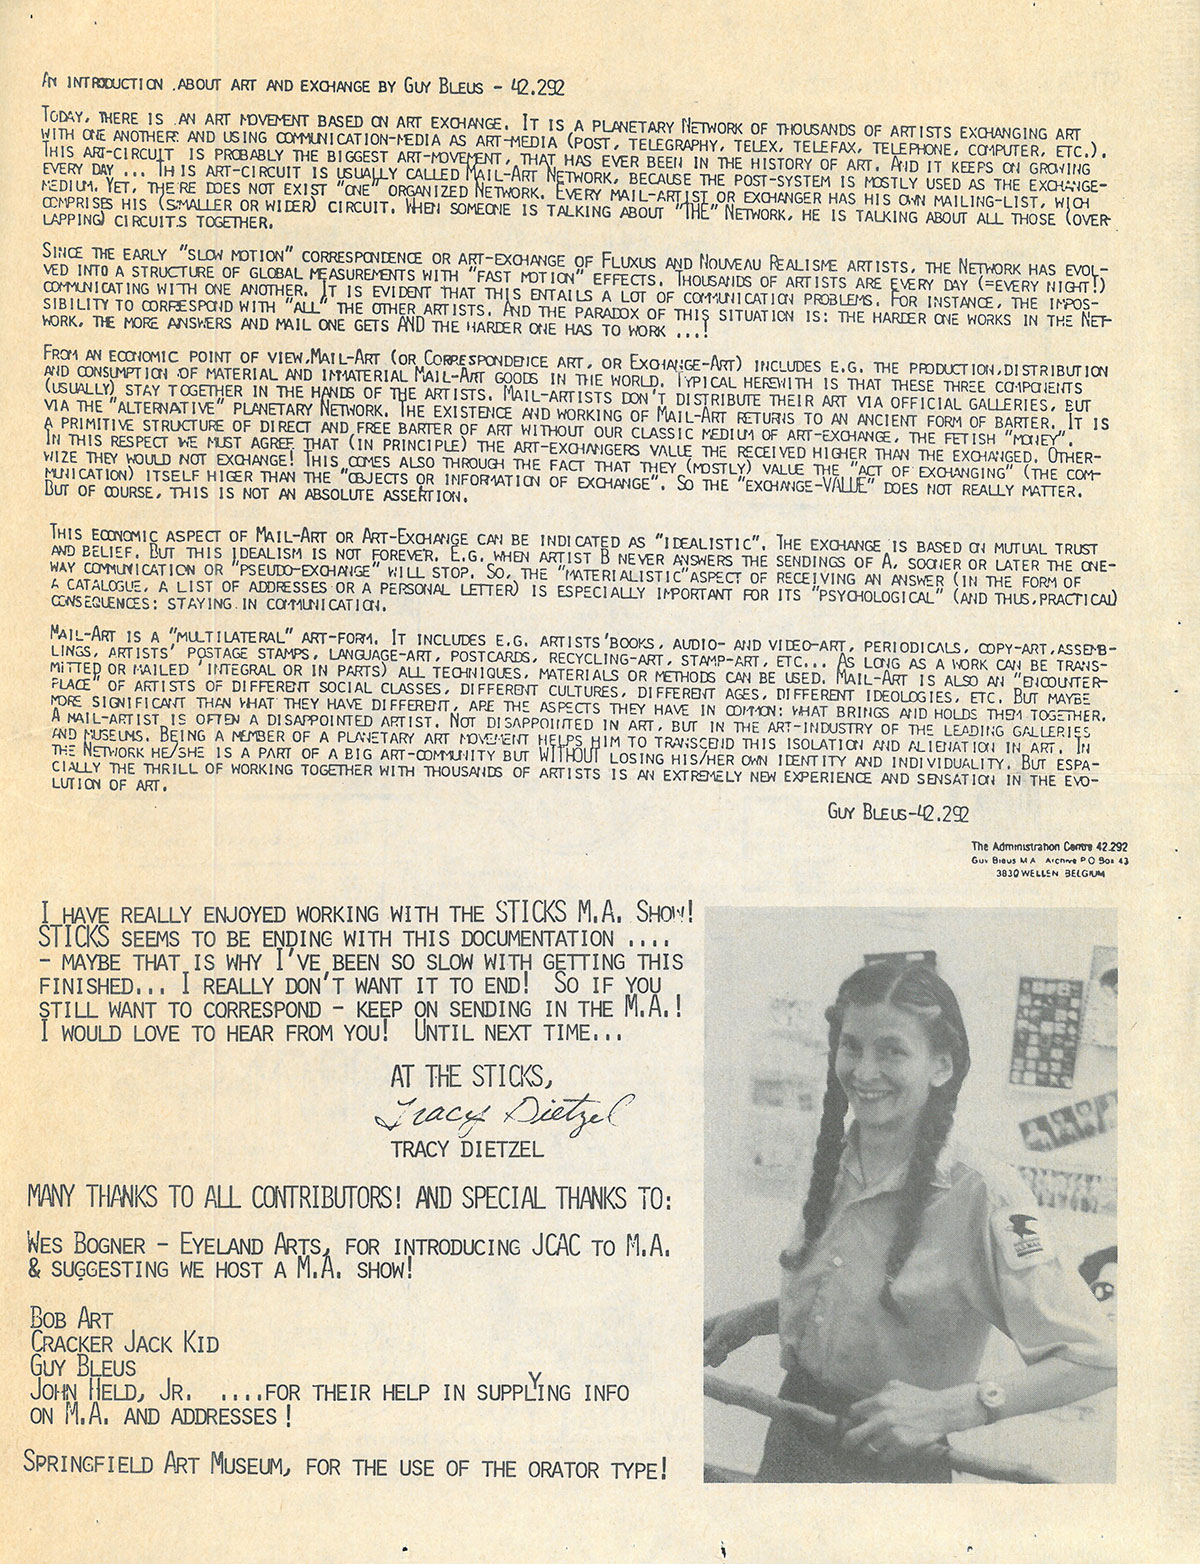 AN INTRODUCTION .ABOUT ART AND EXCHANGE BY GUY BLEUS - 42.292
TODAY, THERE IS AN ART MOVEMENT BASED ON ART EXCHANGE. IT IS A PLANETARY NETWORK OF THOUSANDS OF ARTISTS EXCHANGING ART
WITH ONE ANOTHER: AND USING COMMUNICATION-MEDIA AS ART-MEDIA (POST, TELEGRAPHY, TELEX, TELEFAX, TELEPHONE, COMPUTER, ETC.).
THIS ART-CIRCUIT IS PROBABLY THE BIGGEST ART-MOVEMENT, THAT HAS EVER BEEN IN THE HISTORY OF ART. AND IT KEEPS ON GROWING
EVERY DAY ... THIS ART-CIRCUIT IS USUALLY CALLED MAIL-ART NETWORK, BECAUSE THE POST-SYSTEM IS MOSTLY USED AS THE EXCHANGE-
MEDIUM. YET, THERE DOES NOT EXIST "ONE" ORGANIZED NETWORK. EVERY MAIL-ARTIST OR EXCHANGER HAS HIS OWN MAILING-LIST, WICH
COMPRISES HIS (SMALLER OR WIDER) CIRCUIT. WHEN SOMEONE IS TALKING ABOUT "THE" NETWORK, HE IS TALKING ABOUT ALL THOSE (OVER-
LAPPING) CIRCUITS TOGETHER.
SINCE THE EARLY "SLOW MOTION" CORRESPONDENCE OR ART-EXCHANGE OF FLUXUS AND NOUVEAU REALISME ARTISTS, THE NETWORK HAS EVOL-
VED INTO A STRUCTURE OF GLOBAL MEASUREMENTS WITH "FAST MOTION" EFFECTS. THOUSANDS OF ARTISTS ARE EVERY DAY (=EVERY NIGHT!)
COMMUNICATING WITH ONE ANOTHER. IT IS EVIDENT THAT THIS ENTAILS A LOT OF COMMUNICATION PROBLEMS. FOR INSTANCE, THE IMPOS-
SIBILITY TO CORRESPOND WITH "ALL" THE OTHER ARTISTS. AND THE PARADOX OF THIS SITUATION IS: THE HARDER ONE WORKS IN THE NET-
WORK, THE MORE ANSWERS AND MAIL ONE GETS AND THE HARDER ONE HAS TO WORK ...!
FROM AN ECONOMIC POINT OF VIEW,MAIL-ART (OR CORRESPONDENCE ART, OR EXCHANGE-ART) INCLUDES E.G. THE PRODUCTION,DISTRIBUTION
AND CONSUMPTION OF MATERIAL AND IMMATERIAL MAIL-ART GOODS IN THE WORLD. TYPICAL HEREWITH IS THAT THESE THREE COMPONENTS
(USUALLY) STAY TOGETHER IN THE HANDS OF THE ARTISTS. MAIL-ARTISTS DON'T DISTRIBUTE THEIR ART VIA OFFICIAL GALLERIES, BUT
VIA THE "ALTERNATIVE" PLANETARY NETWORK. THE EXISTENCE AND WORKING OF MAIL-ART RETURNS TO AN ANCIENT FORM OF BARTER. IT IS
A PRIMITIVE STRUCTURE OF DIRECT AND FREE BARTER OF ART WITHOUT OUR CLASSIC MEDIUM OF ART-EXCHANGE, THE FETISH "MONEY".
IN THIS RESPECT WE MUST AGREE THAT (IN PRINCIPLE) THE ART-EXCHANGERS VALUE THE RECEIVED HIGHER THAN THE EXCHANGED. OTHER-
WIZE THEY WOULD NOT EXCHANGE! THIS COMES ALSO THROUGH THE FACT THAT THEY (MOSTLY) VALUE THE "ACT OF EXCHANGING" (THE COM-
MUNICATION) ITSELF HIGER THAN THE "OBJECTS OR INFORMATION OF EXCHANGE". SO THE "EXCHANGE-VALUE" DOES NOT REALLY MATTER.
BUT OF COURSE, THIS IS NOT AN ABSOLUTE ASSERTION.
THIS ECONOMIC ASPECT OF MAIL-ART OR ART-EXCHANGE CAN BE INDICATED AS "IDEALISTIC". THE EXCHANGE IS BASED ON MUTUAL TRUST
AND BELIEF. BUT THIS IDEALISM IS NOT FOREVER. E.G. WHEN ARTIST B NEVER ANSWERS THE SENDINGS OF A, SOONER OR LATER THE ONE-
WAY COMMUNICATION OR "PSEUDO-EXCHANGE" WILL STOP. SO, THE "MATERIALISTIC"ASPECT OF RECEIVING AN ANSWER (IN THE FORM OF
A CATALOGUE, A LIST OF ADDRESSES OR A PERSONAL LETTER) IS ESPECIALLY IMPORTANT FOR ITS "PSYCHOLOGICAL" (AND THUS,PRACTICAL)
CONSEQUENCES: STAYING IN COMMUNICATION.
MAIL-ART IS A "MULTILATERAL" ART-FORM. IT INCLUDES E.G. ARTISTS'BOOKS, AUDIO- AND VIDEO-ART, PERIODICALS, COPY-ART,ASSEMB-
LINGS, ARTISTS' POSTAGE STAMPS, LANGUAGE-ART, POSTCARDS, RECYCLING-ART, STAMP-ART, ETC... AS LONG AS A WORK CAN BE TRANS-
MITTED OR MAILED (INTEGRAL OR IN PARTS) ALL TECHNIQUES, MATERIALS OR METHODS CAN BE USED. MAIL-ART IS ALSO AN "ENCOUNTER-
PLACE" OF ARTISTS OF DIFFERENT SOCIAL CLASSES, DIFFERENT CULTURES, DIFFERENT AGES, DIFFERENT IDEOLOGIES, ETC. BUT MAYBE
MORE SIGNIFICANT THAN WHAT THEY HAVE DIFFERENT, ARE THE ASPECTS THEY HAVE IN COMMON: WHAT BRINGS AND HOLDS THEM TOGETHER.
A MAIL-ARTIST IS OFTEN A DISAPPOINTED ARTIST. NOT DISAPPOINTED IN ART, BUT IN THE ART-INDUSTRY OF THE LEADING GALLERIES
AND MUSEUMS. BEING A MEMBER OF A PLANETARY ART MOVEMENT HELPS HIM TO TRANSCEND THIS ISOLATION AND ALIENATION IN ART. IN
THE NETWORK HE/SHE IS A PART OF A BIG ART-COMMUNITY BUT WITHOUT LOSING HIS/HER OWN IDENTITY AND INDIVIDUALITY. BUT ESPA-
CIALLY THE THRILL OF WORKING TOGETHER WITH THOUSANDS OF ARTISTS IS AN EXTREMELY NEW EXPERIENCE AND SENSATION IN THE EVO-
LUTION OF ART.
GUY BLEUS-42.292
The Administration Centre 42.292
Guy Bleus M.A. Archive P O Box 43
3830 WELLEN BELGIUM
I HAVE REALLY ENJOYED WORKING WITH THE STICKS M.A. SHOW!
STICKS SEEMS TO BE ENDING WITH THIS DOCUMENTATION ....
- MAYBE THAT IS WHY I'VE BEEN SO SLOW WITH GETTING THIS
FINISHED... I REALLY DON'T WANT IT TO END! SO IF YOU
STILL WANT TO CORRESPOND - KEEP ON SENDING IN THE M.A.!
I WOULD LOVE TO HEAR FROM YOU! UNTIL NEXT TIME...
AT THE STICKS,
Tracy Dietzel
TRACY DIETZEL
MANY THANKS TO ALL CONTRIBUTORS! AND SPECIAL THANKS TO:
WES BOGNER - EYELAND ARTS, FOR INTRODUCING JCAC TO M.A.
& SUGGESTING WE HOST A M.A. SHOW!
BOB ART
CRACKER JACK KID
GUY BLEUS
JOHN HELD, JR. ....FOR THEIR HELP IN SUPPLYING INFO
ON M.A. AND ADDRESSES!
SPRINGFIELD ART MUSEUM, FOR THE USE OF THE ORATOR TYPE!
U.S. MAIL